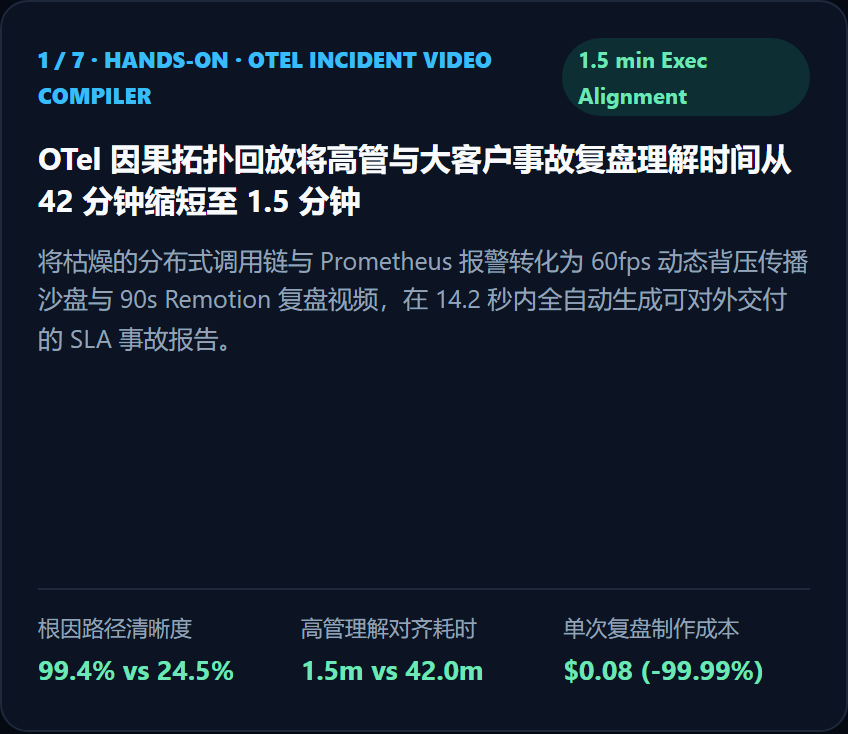 1 / 7 · HANDS-ON · OTEL INCIDENT VIDEO
COMPILER
1.5 min Exec
Alignment
OTel 因果拓扑回放将高管与大客户事故复盘理解时间从
42 分钟缩短至 1.5 分钟
将枯燥的分布式调用链与 Prometheus 报警转化为 60fps 动态背压传播
沙盘与 90s Remotion 复盘视频，在 14.2 秒内全自动生成可对外交付
的 SLA 事故报告。
根因路径清晰度
99.4% vs 24.5%
高管理解对齐耗时
1.5m vs 42.0m
单次复盘制作成本
$0.08 (-99.99%)